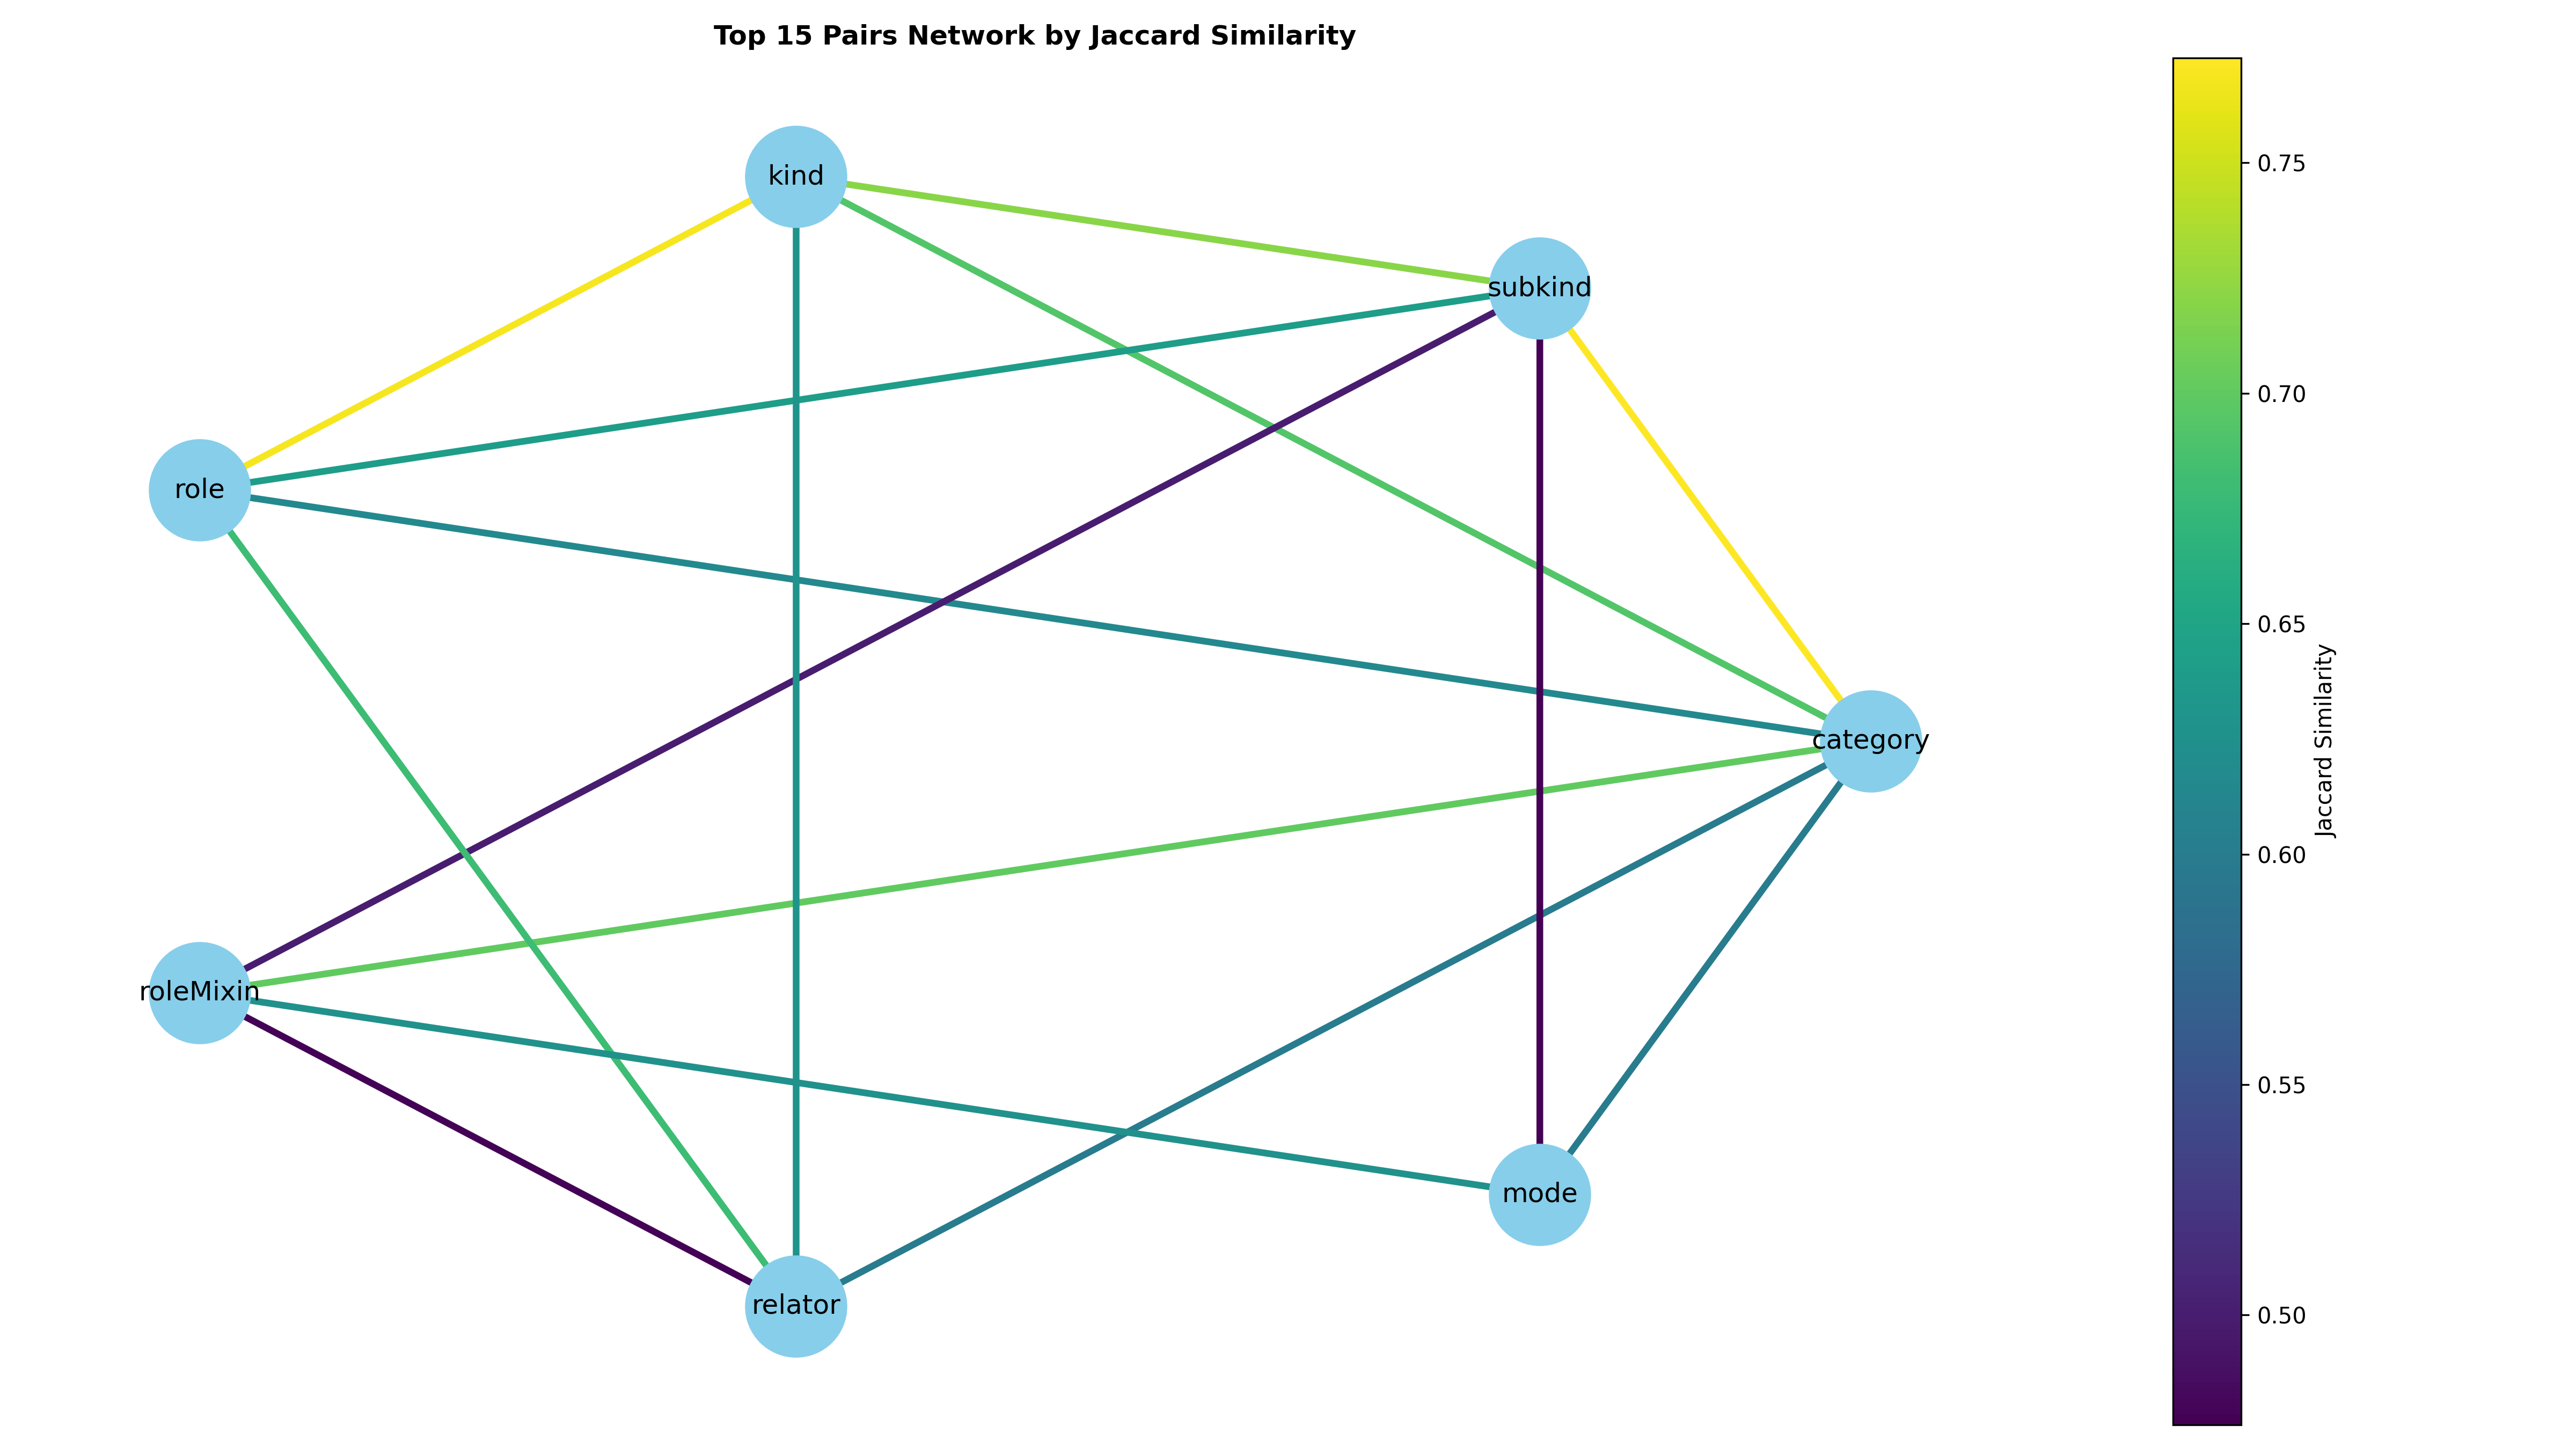 Top 15 Pairs Network by Jaccard Similarity
kind
subkind
role
category
roleMixin
mode
relator
0.75
0.70
0.65
0.60
0.55
0.50
Jaccard Similarity